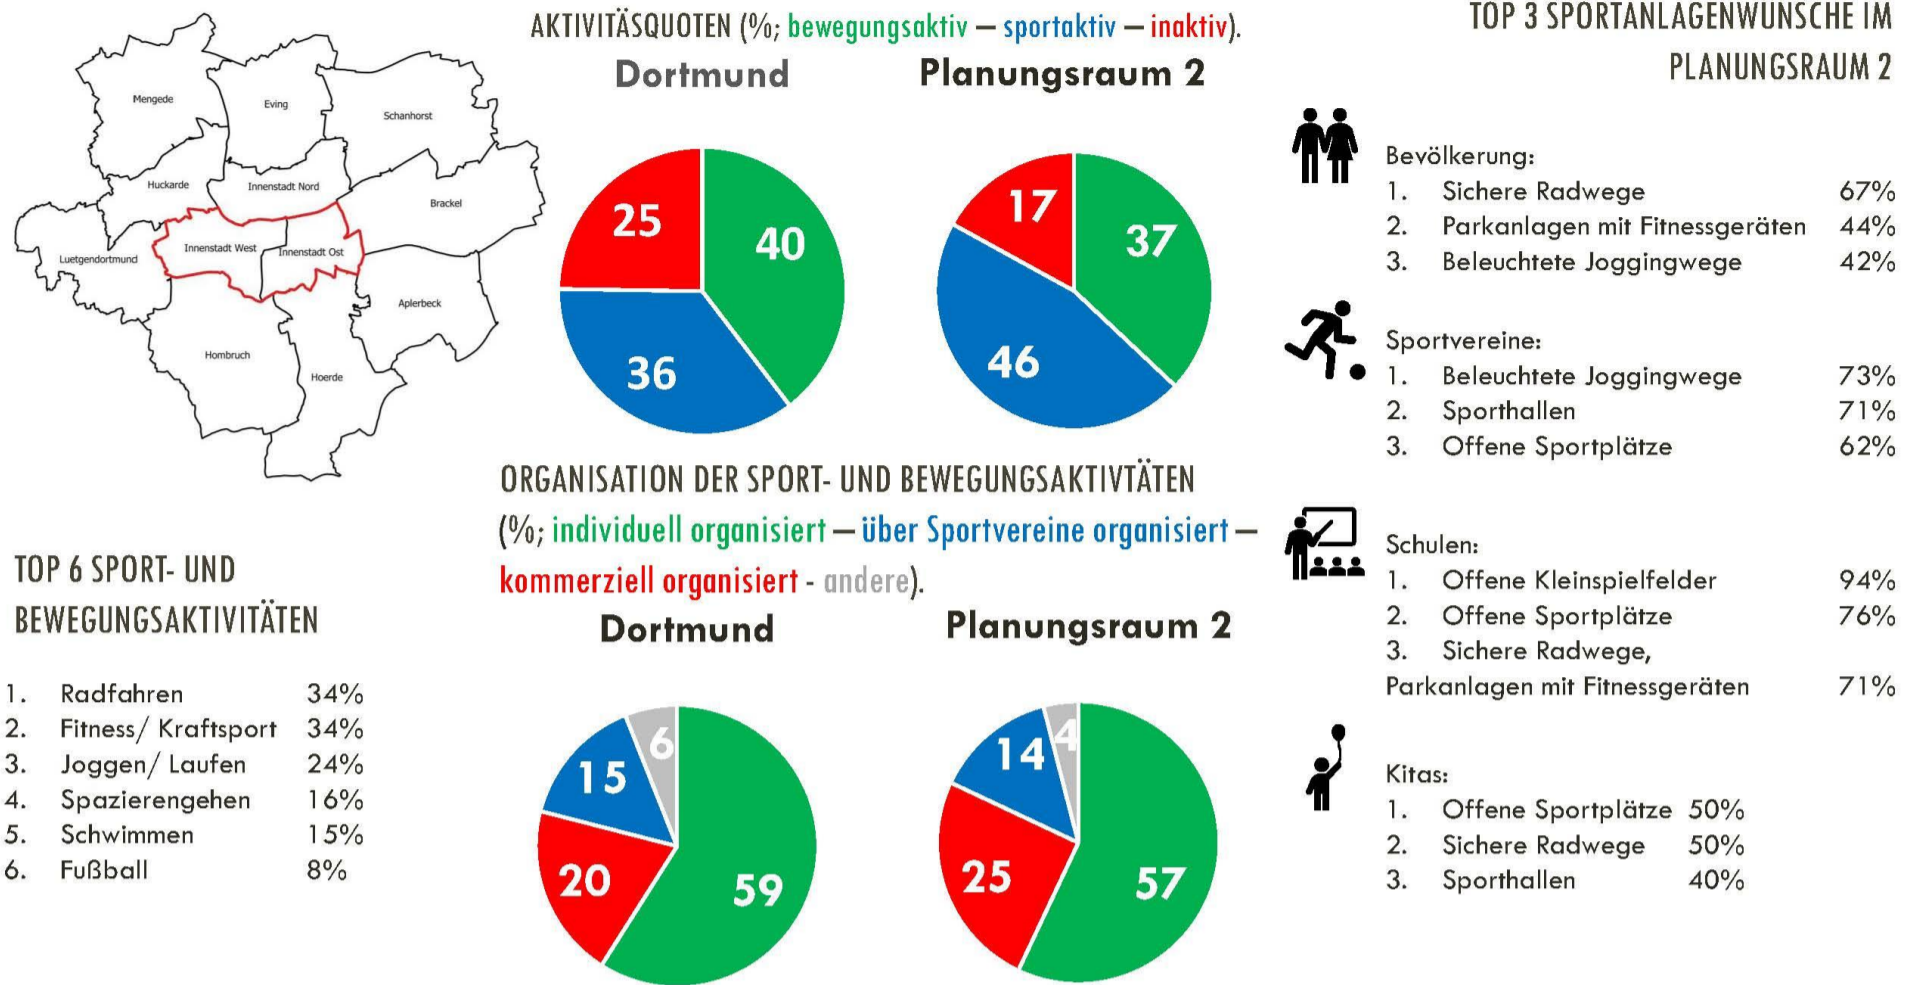 Mengede
Eving
Schanhorst
Huckarde
Innenstadt Nord
Brackel
Luetgendortmund
Innenstadt West
Innenstadt Ost
Aplerbeck
Hombruch
Hoerde
AKTIVITÄSQUOTEN (%; bewegungsaktiv – sportaktiv – inaktiv).
Dortmund
Planungsraum 2
25
40
36
17
37
46
ORGANISATION DER SPORT- UND BEWEGUNGSAKTIVTÄTEN
(%; individuell organisiert – über Sportvereine organisiert –
kommerziell organisiert - andere).
Dortmund
Planungsraum 2
6
15
20
59
4
14
25
57
TOP 6 SPORT- UND
BEWEGUNGSAKTIVITÄTEN
1. Radfahren 34%
2. Fitness/ Kraftsport 34%
3. Joggen/ Laufen 24%
4. Spazierengehen 16%
5. Schwimmen 15%
6. Fußball 8%
TOP 3 SPORTANLAGENWUNSCHE IM
PLANUNGSRAUM 2
Bevölkerung:
1. Sichere Radwege 67%
2. Parkanlagen mit Fitnessgeräten 44%
3. Beleuchtete Joggingwege 42%
Sportvereine:
1. Beleuchtete Joggingwege 73%
2. Sporthallen 71%
3. Offene Sportplätze 62%
Schulen:
1. Offene Kleinspielfelder 94%
2. Offene Sportplätze 76%
3. Sichere Radwege,
Parkanlagen mit Fitnessgeräten 71%
Kitas:
1. Offene Sportplätze 50%
2. Sichere Radwege 50%
3. Sporthallen 40%